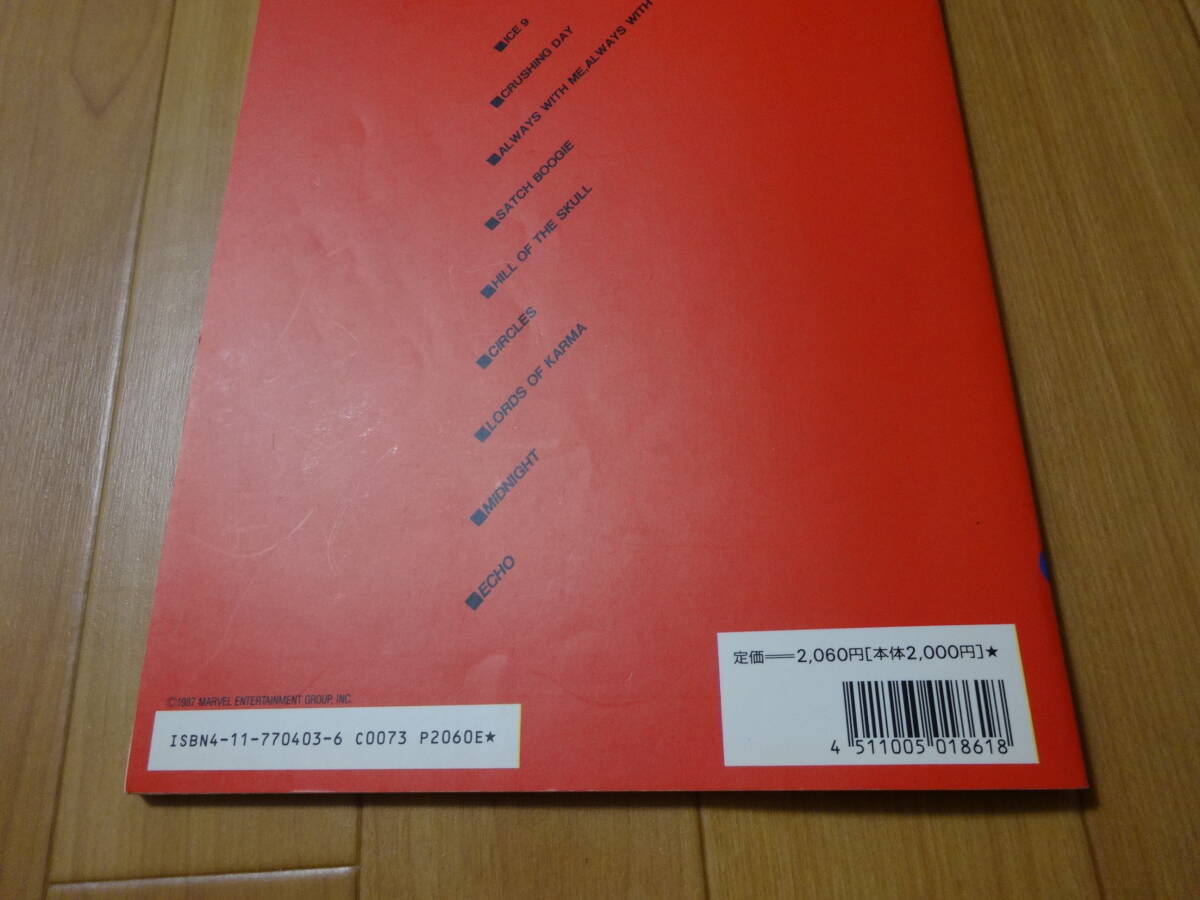 ■ICE 9
■CRUSHING DAY
■ALWAYS WITH ME,ALWAYS WITH
■SATCH BOOGIE
■HILL OF THE SKULL
■CIRCLES
■LORDS OF KARMA
■MIDNIGHT
■ECHO
©1987 MARVEL ENTERTAINMENT GROUP, INC.
ISBN4-11-770403-6 C0073 P2060E★
定価══2,060円[本体2,000円]★
4 511005 018618